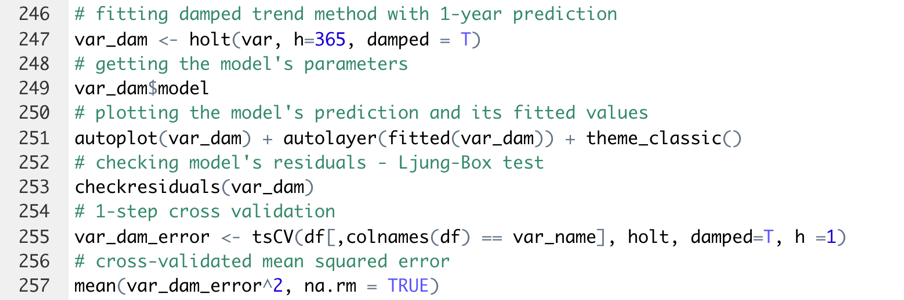 246 # fitting damped trend method with 1-year prediction
247 var_dam <- holt(var, h=365, damped = T)
248 # getting the model's parameters
249 var_dam$model
250 # plotting the model's prediction and its fitted values
251 autoplot(var_dam) + autolayer(fitted(var_dam)) + theme_classic()
252 # checking model's residuals - Ljung-Box test
253 checkresiduals(var_dam)
254 # 1-step cross validation
255 var_dam_error <- tsCV(df[,colnames(df) == var_name], holt, damped=T, h =1)
256 # cross-validated mean squared error
257 mean(var_dam_error^2, na.rm = TRUE)